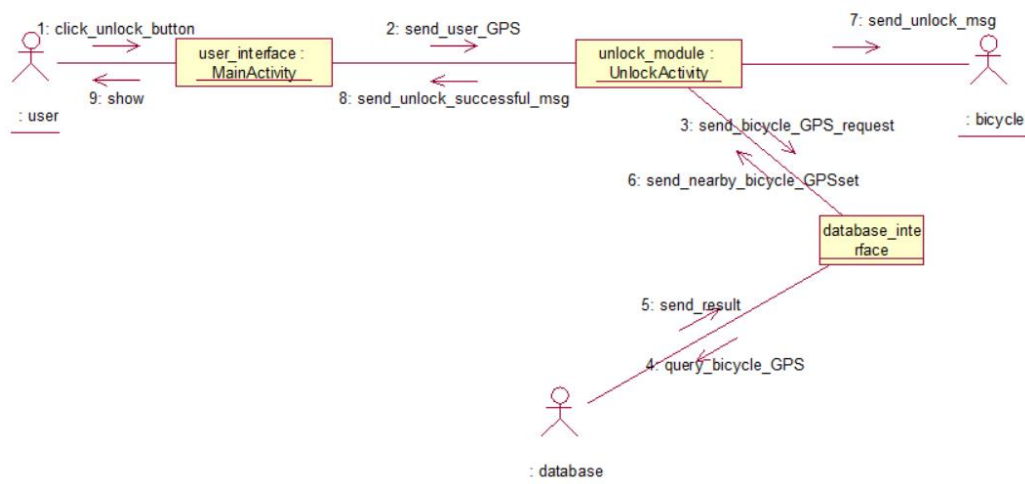 7: send_unlock_msg
1: click_unlock_button
2: send_user_GPS
user_interface :
MainActivity
unlock_module :
UnlockActivity
9: show
8: send_unlock_successful_msg
: user
3: send_bicycle_GPS_request
: bicycle
6: send_nearby_bicycle_GPSset
database_inte
rface
5: send_result
4: query_bicycle_GPS
: database